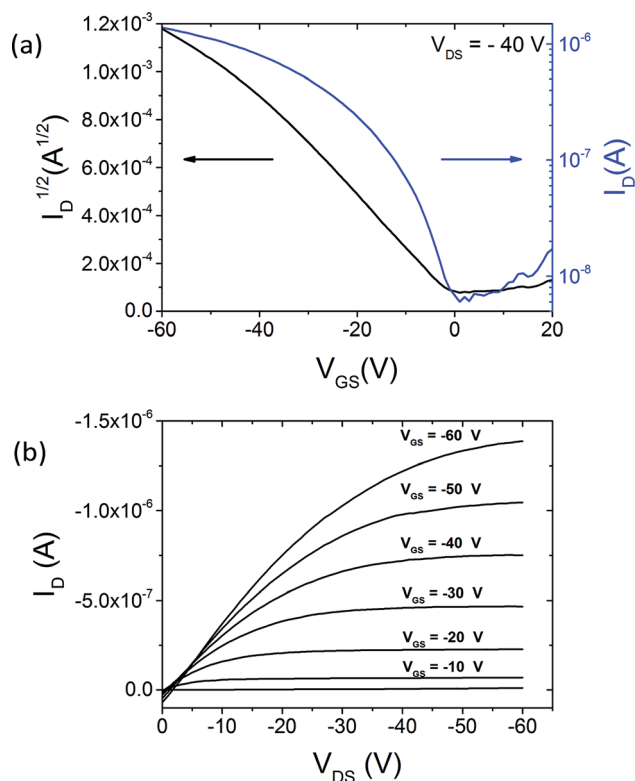 (a)
V_DS = - 40 V
I_D^1/2(A^1/2)
1.2x10^-3
1.0x10^-3
8.0x10^-4
6.0x10^-4
4.0x10^-4
2.0x10^-4
0.0
10^-6
10^-7
10^-8
I_D(A)
-60
-40
-20
0
20
V_GS(V)
(b)
-1.5x10^-6
-1.0x10^-6
-5.0x10^-7
0.0
I_D (A)
V_GS = -60 V
V_GS = -50 V
V_GS = -40 V
V_GS = -30 V
V_GS = -20 V
V_GS = -10 V
0
-10
-20
-30
-40
-50
-60
V_DS (V)